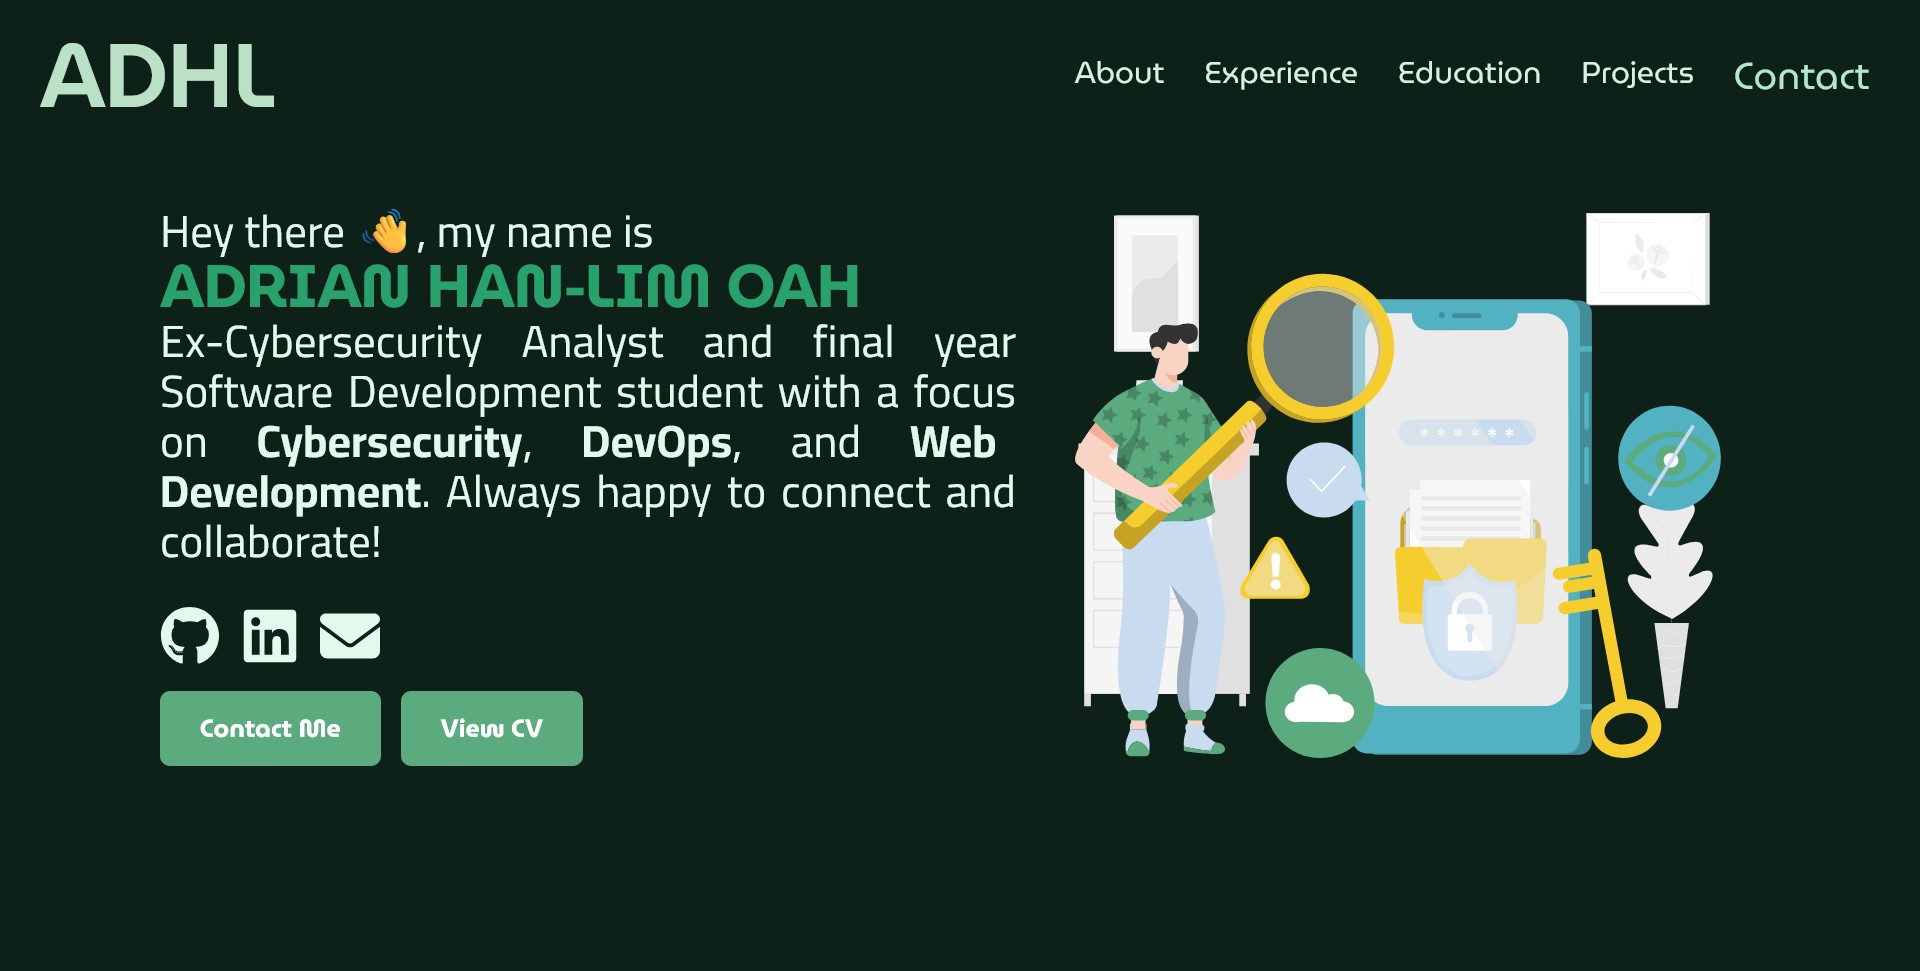 ADHL
About Experience Education Projects Contact
Hey there 👋, my name is
ADRIAN HAN-LIM OAH
Ex-Cybersecurity Analyst and final year
Software Development student with a focus
on Cybersecurity, DevOps, and Web
Development. Always happy to connect and
collaborate!
in
Contact Me View CV
******